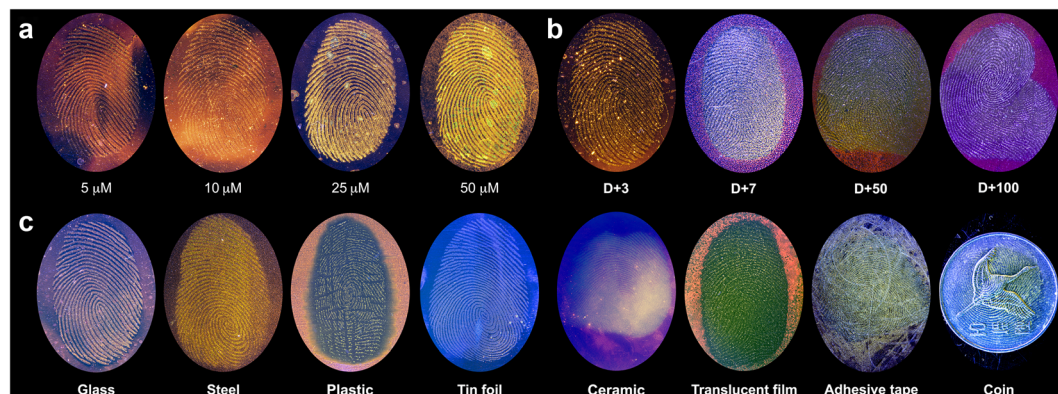 a
b
5 μM
10 μM
25 μM
50 μM
D+3
D+7
D+50
D+100
c
Glass
Steel
Plastic
Tin foil
Ceramic
Translucent film
Adhesive tape
Coin